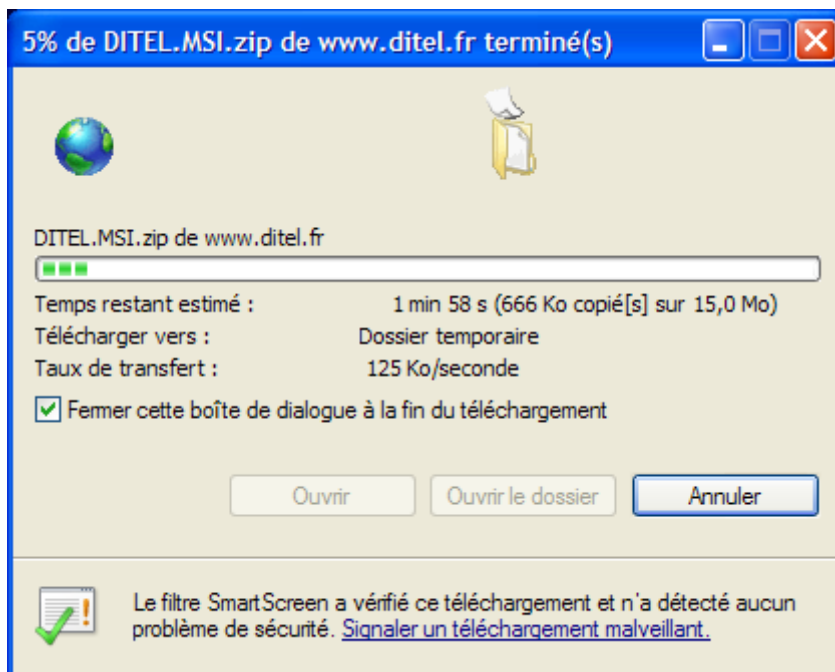 5% de DITEL.MSI.zip de www.ditel.fr terminé(s)
DITEL.MSI.zip de www.ditel.fr
Temps restant estimé : 1 min 58 s (666 Ko copié[s] sur 15,0 Mo)
Télécharger vers : Dossier temporaire
Taux de transfert : 125 Ko/seconde
Fermer cette boîte de dialogue à la fin du téléchargement
Ouvrir Ouvrir le dossier Annuler
Le filtre SmartScreen a vérifié ce téléchargement et n'a détecté aucun
problème de sécurité. Signaler un téléchargement malveillant.